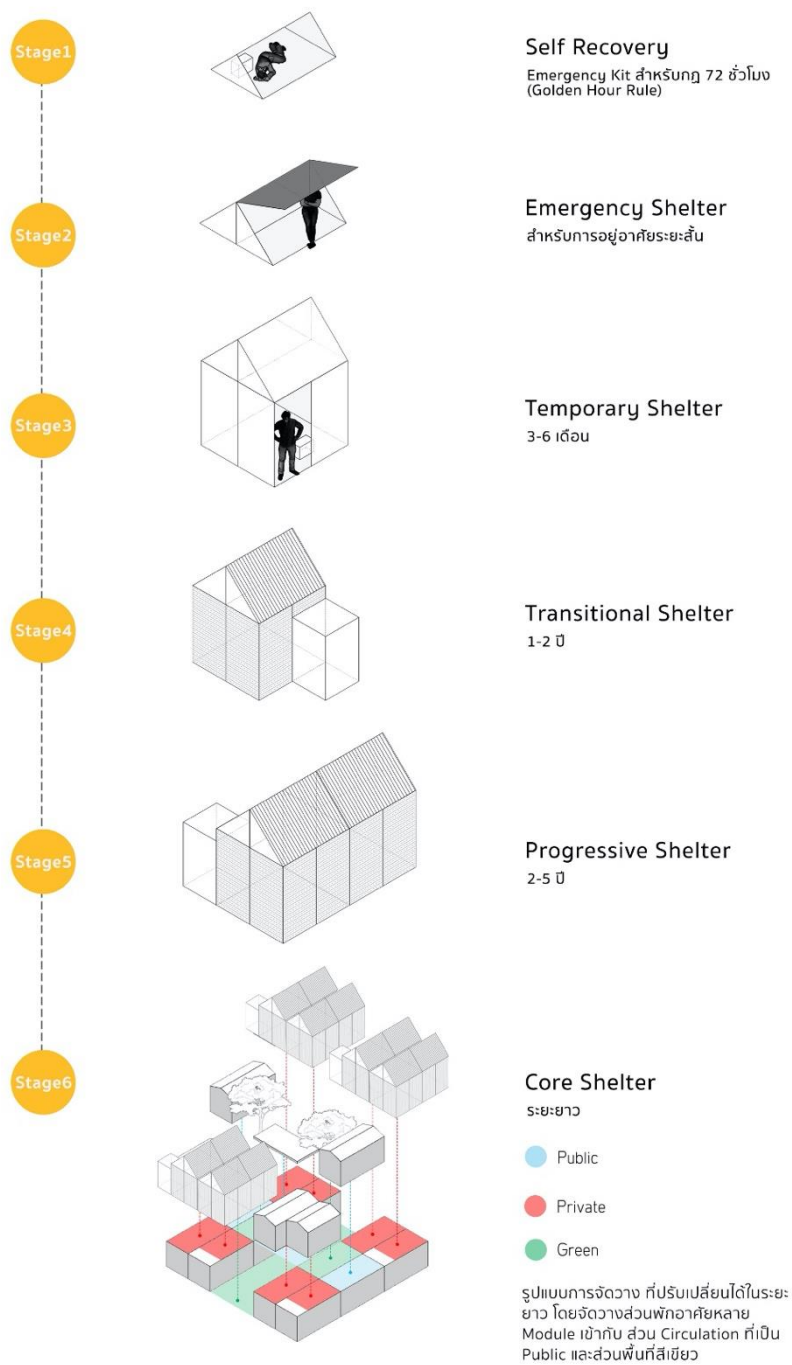 Stage1
Self Recovery
Emergency Kit สำหรับกฎ 72 ชั่วโมง
(Golden Hour Rule)
Stage2
Emergency Shelter
สำหรับการอยู่อาศัยระยะสั้น
Stage3
Temporary Shelter
3-6 เดือน
Stage4
Transitional Shelter
1-2 ปี
Stage5
Progressive Shelter
2-5 ปี
Stage6
Core Shelter
ระยะยาว
Public
Private
Green
รูปแบบการจัดวาง ที่ปรับเปลี่ยนได้ในระยะ
ยาว โดยจัดวางส่วนพักอาศัยหลาย
Module เข้ากับ ส่วน Circulation ที่เป็น
Public และส่วนพื้นที่สีเขียว